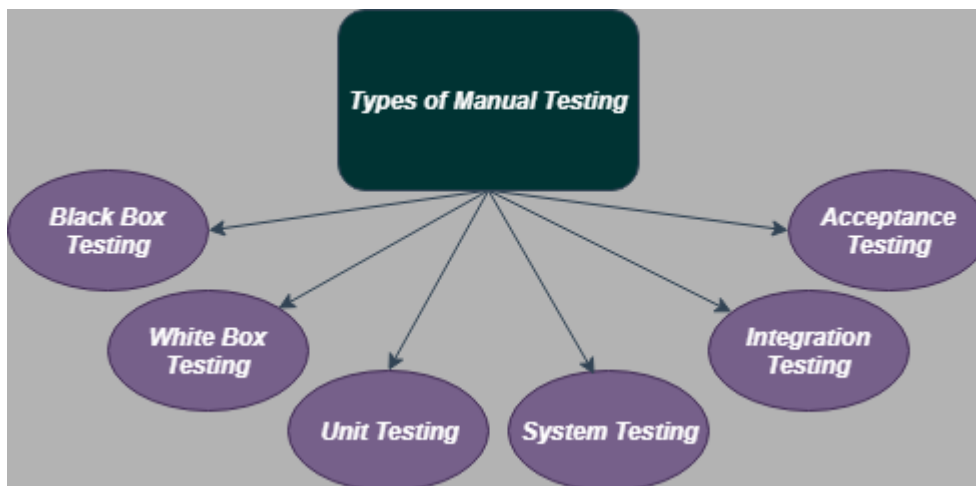 Types of Manual Testing
Black Box
Testing
Acceptance
Testing
White Box
Testing
Integration
Testing
Unit Testing
System Testing